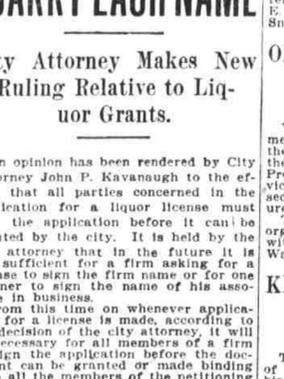 CARRY EACH NAME
ty Attorney Makes New
Ruling Relative to Liq-
uor Grants.
n opinion has been rendered by City
orney John P. Kavanaugh to the ef-
that all parties concerned in the
ication for a liquor license must
the application before it can be
ted by the city. It is held by the
attorney that in the future it is
sufficient for a firm asking for a
nse to sign the firm name or for one
ner to sign the name of his asso-
e in business.
rom this time on whenever applica-
for a license is made, according to
decision of the city attorney, it will
ecessary for all members of a firm
ign the application before the doc-
nt can be granted or made binding
all the members of the petitioning